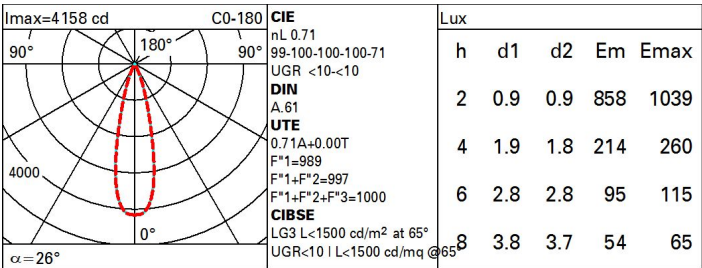 Imax=4158 cd C0-180
90° 180° 90°
4000
0°
α=26°
CIE
nL 0.71
99-100-100-100-71
UGR <10-<10
DIN
A.61
UTE
0.71A+0.00T
F"1=989
F"1+F"2=997
F"1+F"2+F"3=1000
CIBSE
LG3 L<1500 cd/m² at 65°
UGR<10 | L<1500 cd/mq @65°
Lux
h d1 d2 Em Emax
2 0.9 0.9 858 1039
4 1.9 1.8 214 260
6 2.8 2.8 95 115
8 3.8 3.7 54 65